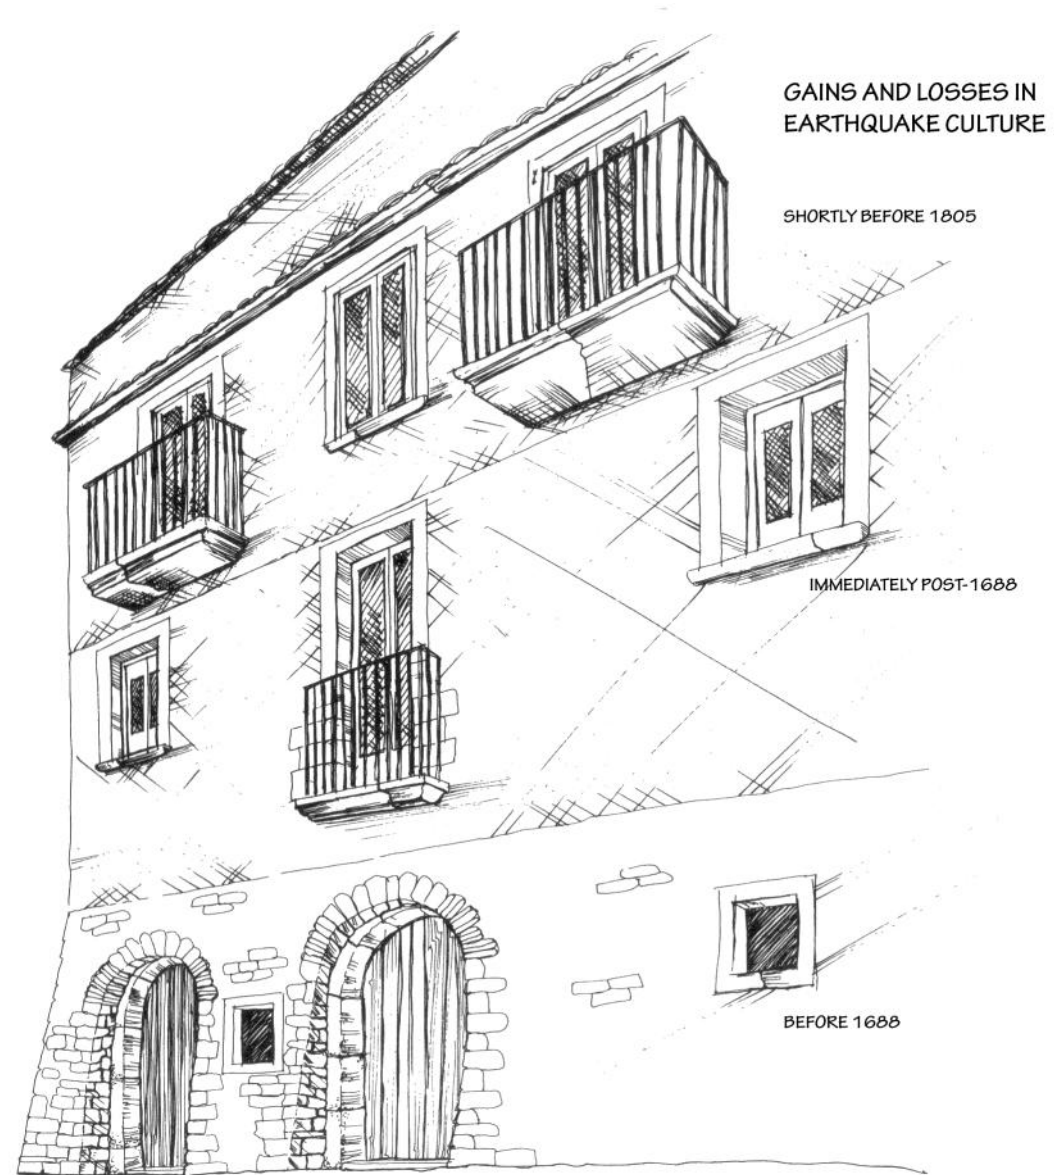 GAINS AND LOSSES IN
EARTHQUAKE CULTURE
SHORTLY BEFORE 1805
IMMEDIATELY POST-1688
BEFORE 1688